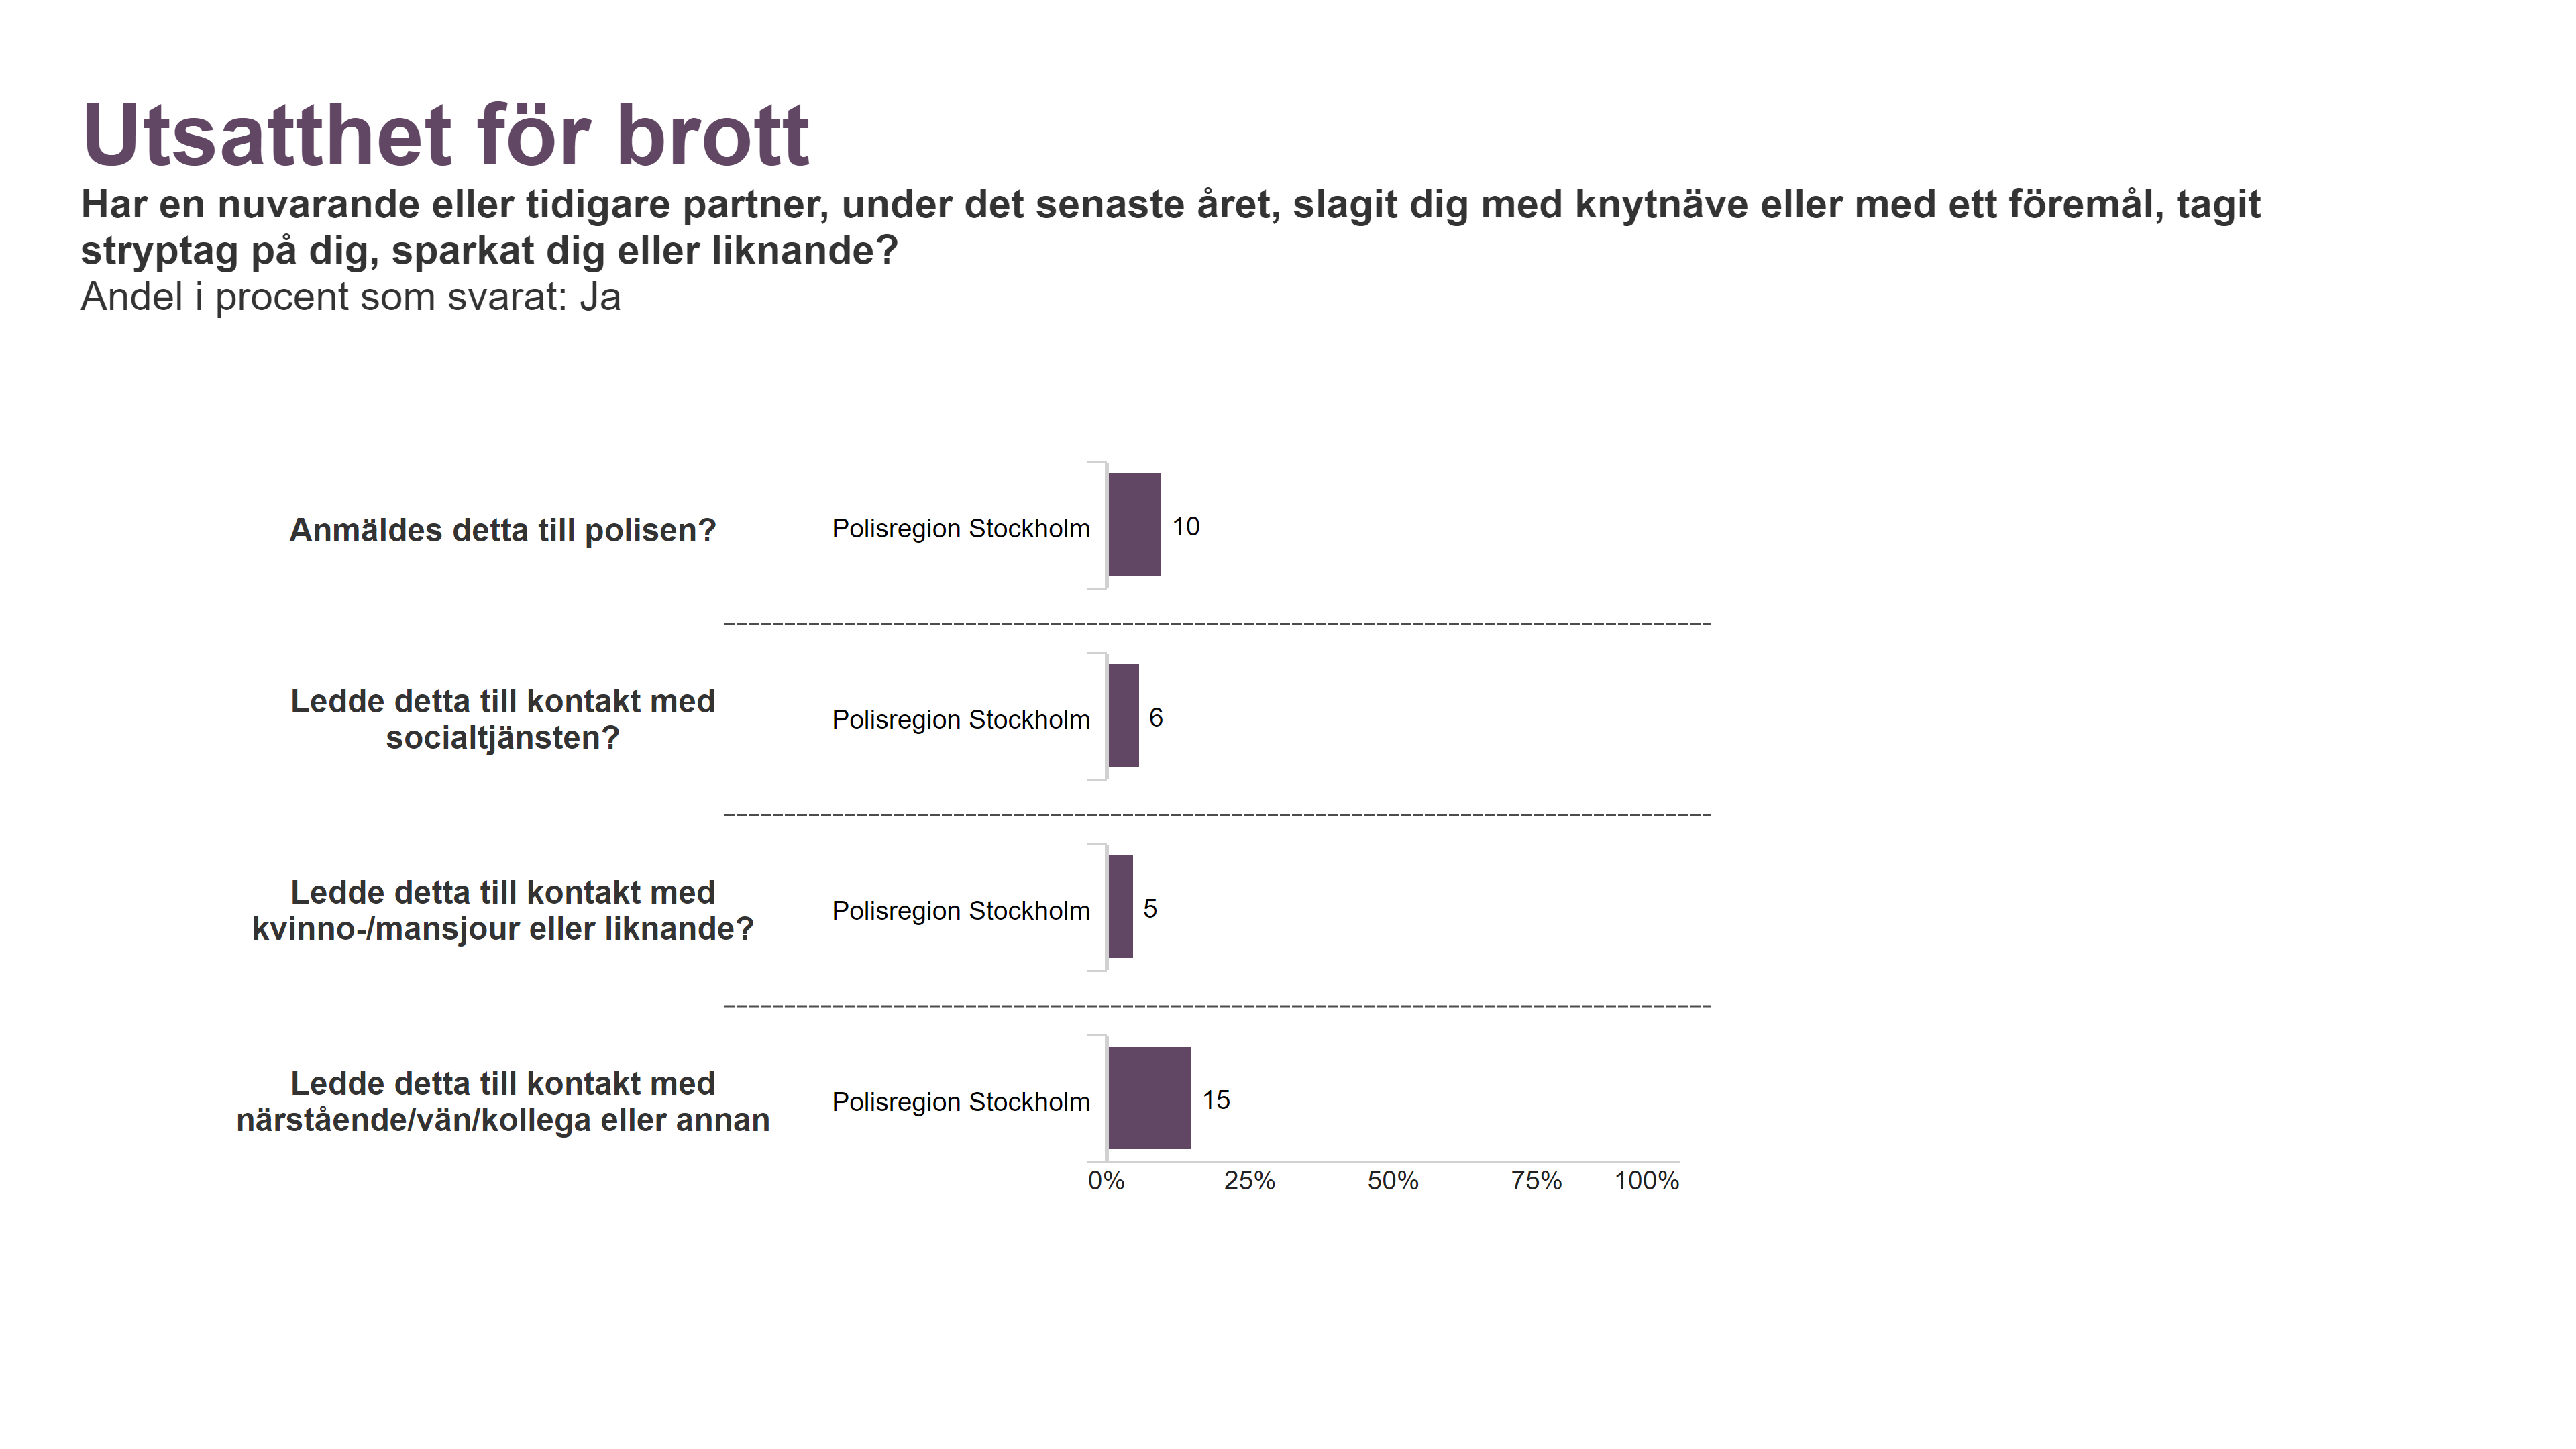 Utsatthet för brott
Har en nuvarande eller tidigare partner, under det senaste året, slagit dig med knytnäve eller med ett föremål, tagit
stryptag på dig, sparkat dig eller liknande?
Andel i procent som svarat: Ja
Anmäldes detta till polisen?
Polisregion Stockholm
10
Ledde detta till kontakt med
socialtjänsten?
Polisregion Stockholm
6
Ledde detta till kontakt med
kvinno-/mansjour eller liknande?
Polisregion Stockholm
5
Ledde detta till kontakt med
närstående/vän/kollega eller annan
Polisregion Stockholm
15
0% 25% 50% 75% 100%